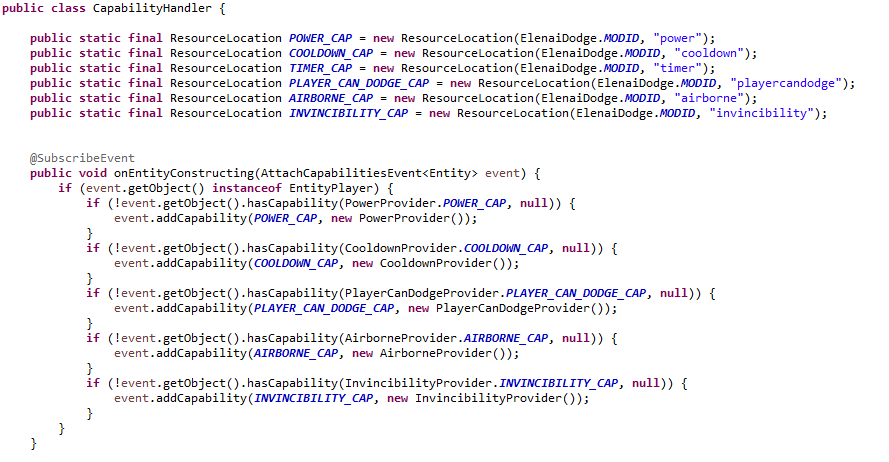 public class CapabilityHandler {
public static final ResourceLocation POWER_CAP = new ResourceLocation(ElenaiDodge.MODID, "power");
public static final ResourceLocation COOLDOWN_CAP = new ResourceLocation(ElenaiDodge.MODID, "cooldown");
public static final ResourceLocation TIMER_CAP = new ResourceLocation(ElenaiDodge.MODID, "timer");
public static final ResourceLocation PLAYER_CAN_DODGE_CAP = new ResourceLocation(ElenaiDodge.MODID, "playercandodge");
public static final ResourceLocation AIRBORNE_CAP = new ResourceLocation(ElenaiDodge.MODID, "airborne");
public static final ResourceLocation INVINCIBILITY_CAP = new ResourceLocation(ElenaiDodge.MODID, "invincibility");
@SubscribeEvent
public void onEntityConstructing(AttachCapabilitiesEvent<Entity> event) {
if (event.getObject() instanceof EntityPlayer) {
if (!event.getObject().hasCapability(PowerProvider.POWER_CAP, null)) {
event.addCapability(POWER_CAP, new PowerProvider());
}
if (!event.getObject().hasCapability(CooldownProvider.COOLDOWN_CAP, null)) {
event.addCapability(COOLDOWN_CAP, new CooldownProvider());
}
if (!event.getObject().hasCapability(PlayerCanDodgeProvider.PLAYER_CAN_DODGE_CAP, null)) {
event.addCapability(PLAYER_CAN_DODGE_CAP, new PlayerCanDodgeProvider());
}
if (!event.getObject().hasCapability(AirborneProvider.AIRBORNE_CAP, null)) {
event.addCapability(AIRBORNE_CAP, new AirborneProvider());
}
if (!event.getObject().hasCapability(InvincibilityProvider.INVINCIBILITY_CAP, null)) {
event.addCapability(INVINCIBILITY_CAP, new InvincibilityProvider());
}
}
}